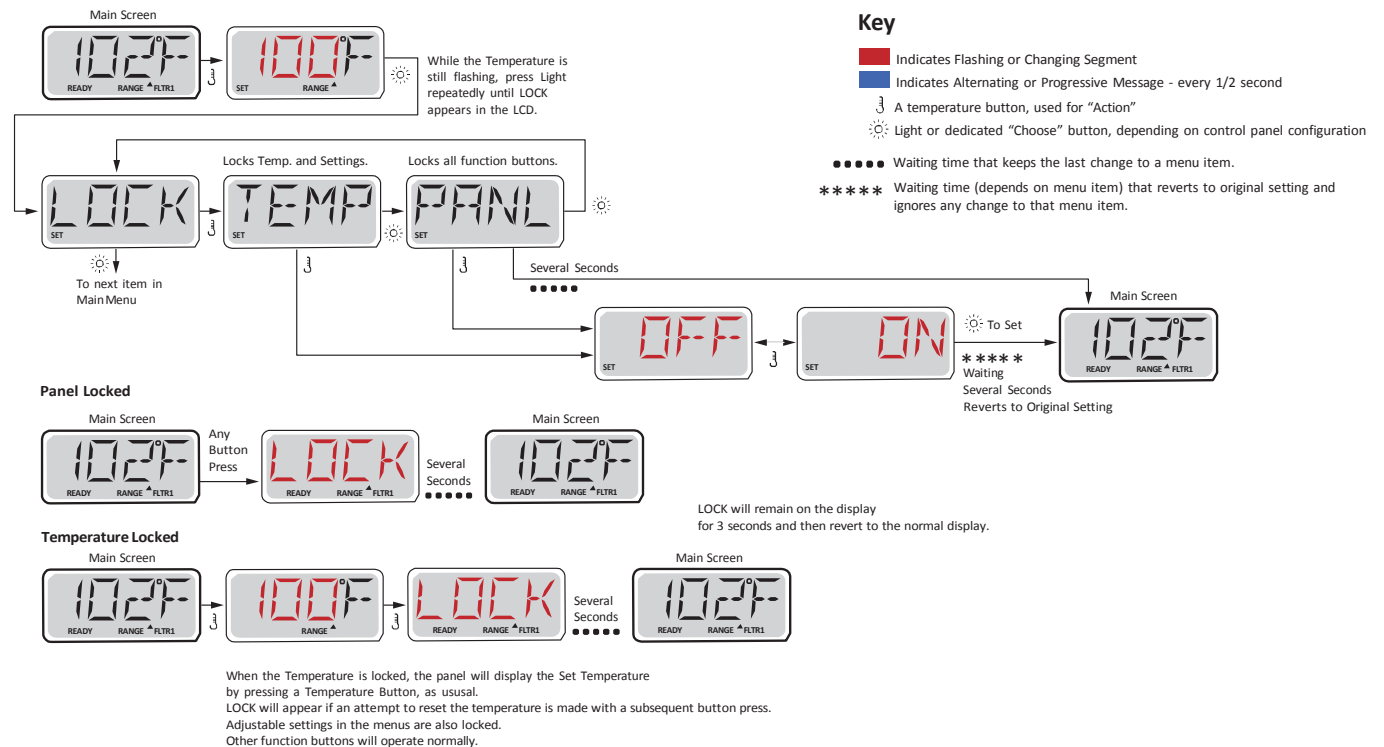 Main Screen
102°F
READY RANGE FLTR1
100°F
SET RANGE
While the Temperature is
still flashing, press Light
repeatedly until LOCK
appears in the LCD.
Key
Indicates Flashing or Changing Segment
Indicates Alternating or Progressive Message - every 1/2 second
A temperature button, used for “Action”
Light or dedicated “Choose” button, depending on control panel configuration
Waiting time that keeps the last change to a menu item.
***** Waiting time (depends on menu item) that reverts to original setting and
ignores any change to that menu item.
LOCK
SET
Locks Temp. and Settings.
TEMP
SET
Locks all function buttons.
PANL
SET
To next item in
Main Menu
Several Seconds
OFF
SET
ON
SET
To Set
*****
Waiting
Several Seconds
Reverts to Original Setting
Main Screen
102°F
READY RANGE FLTR1
Panel Locked
Main Screen
102°F
READY RANGE FLTR1
Any
Button
Press
LOCK
READY RANGE FLTR1
Several
Seconds
Main Screen
102°F
READY RANGE FLTR1
LOCK will remain on the display
for 3 seconds and then revert to the normal display.
Temperature Locked
Main Screen
102°F
READY RANGE FLTR1
100°F
RANGE
LOCK
READY RANGE FLTR1
Several
Seconds
Main Screen
102°F
READY RANGE FLTR1
When the Temperature is locked, the panel will display the Set Temperature
by pressing a Temperature Button, as ususal.
LOCK will appear if an attempt to reset the temperature is made with a subsequent button press.
Adjustable settings in the menus are also locked.
Other function buttons will operate normally.